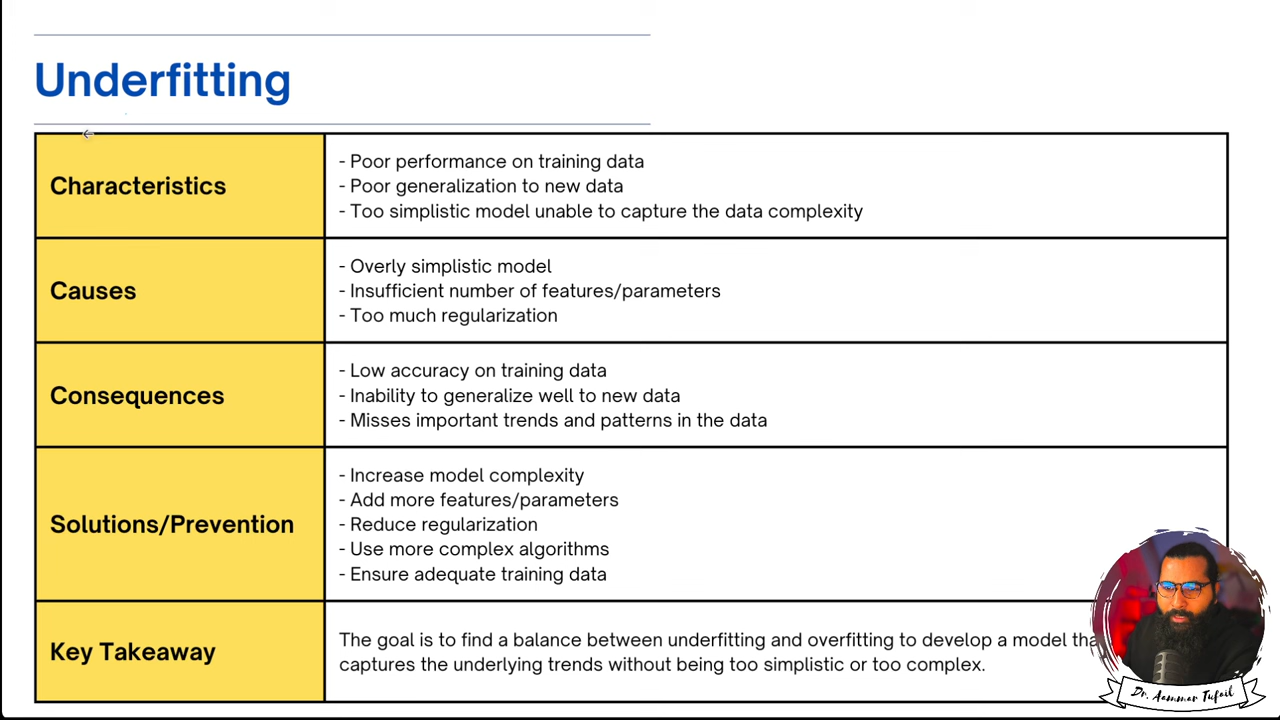 Underfitting
Characteristics
- Poor performance on training data
- Poor generalization to new data
- Too simplistic model unable to capture the data complexity
Causes
- Overly simplistic model
- Insufficient number of features/parameters
- Too much regularization
Consequences
- Low accuracy on training data
- Inability to generalize well to new data
- Misses important trends and patterns in the data
Solutions/Prevention
- Increase model complexity
- Add more features/parameters
- Reduce regularization
- Use more complex algorithms
- Ensure adequate training data
Key Takeaway
The goal is to find a balance between underfitting and overfitting to develop a model
captures the underlying trends without being too simplistic or too complex.
Dr. Aammar Tufail